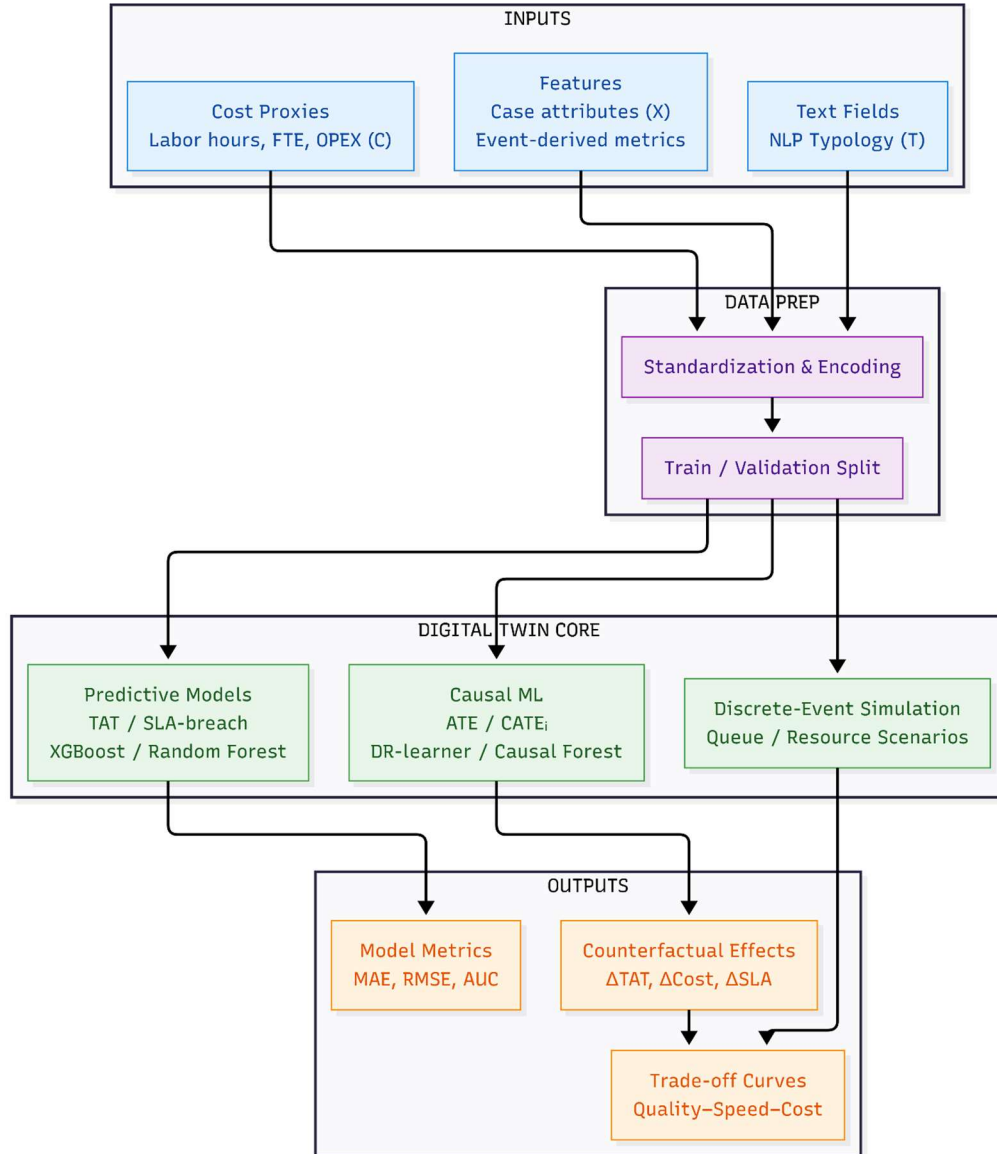 INPUTS
Cost Proxies
Labor hours, FTE, OPEX (C)
Features
Case attributes (X)
Event-derived metrics
Text Fields
NLP Typology (T)
DATA PREP
Standardization & Encoding
Train / Validation Split
DIGITAL TWIN CORE
Predictive Models
TAT / SLA-breach
XGBoost / Random Forest
Causal ML
ATE / CATEᵢ
DR-learner / Causal Forest
Discrete-Event Simulation
Queue / Resource Scenarios
OUTPUTS
Model Metrics
MAE, RMSE, AUC
Counterfactual Effects
ΔTAT, ΔCost, ΔSLA
Trade-off Curves
Quality–Speed–Cost